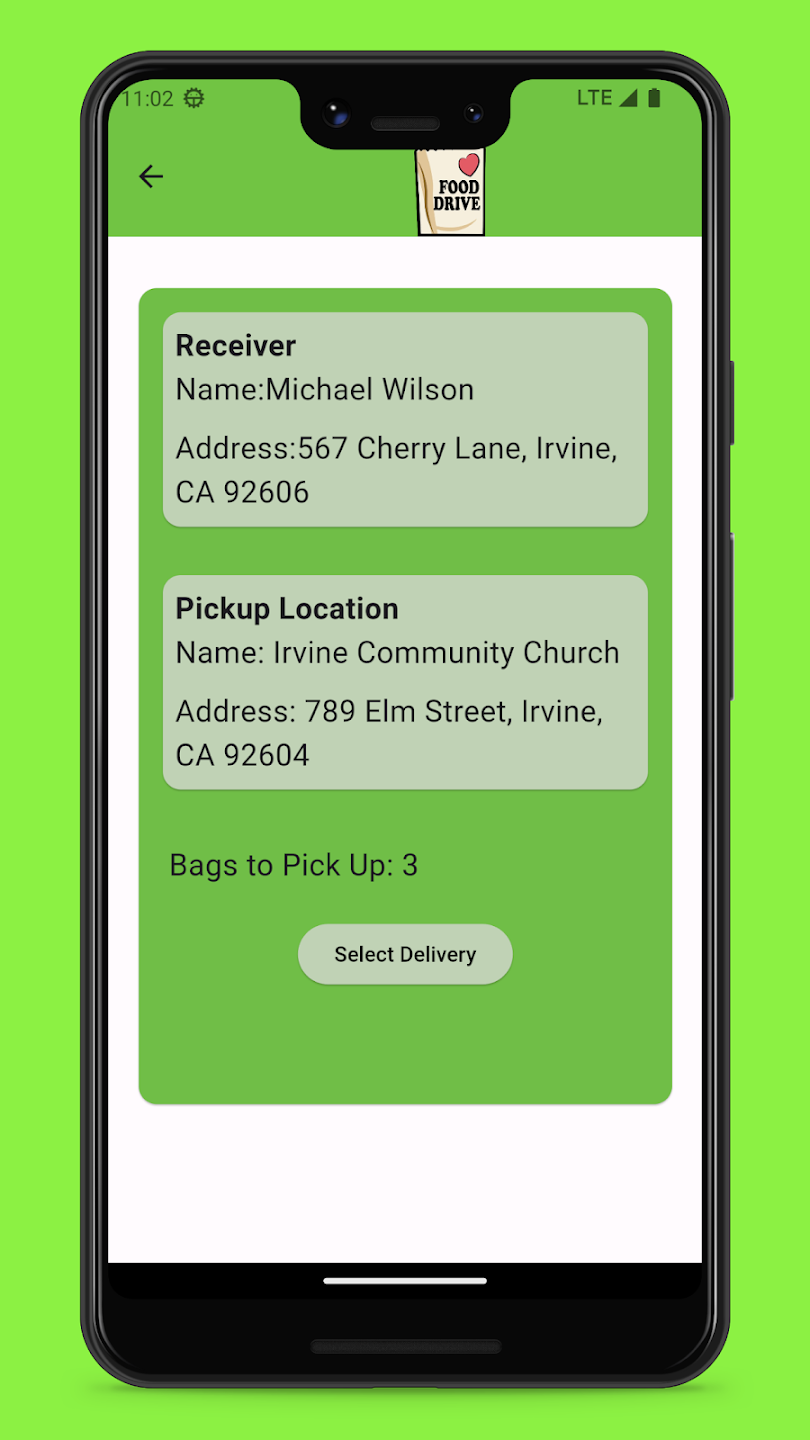 11:02
LTE
FOOD
DRIVE
Receiver
Name:Michael Wilson
Address:567 Cherry Lane, Irvine,
CA 92606
Pickup Location
Name: Irvine Community Church
Address: 789 Elm Street, Irvine,
CA 92604
Bags to Pick Up: 3
Select Delivery